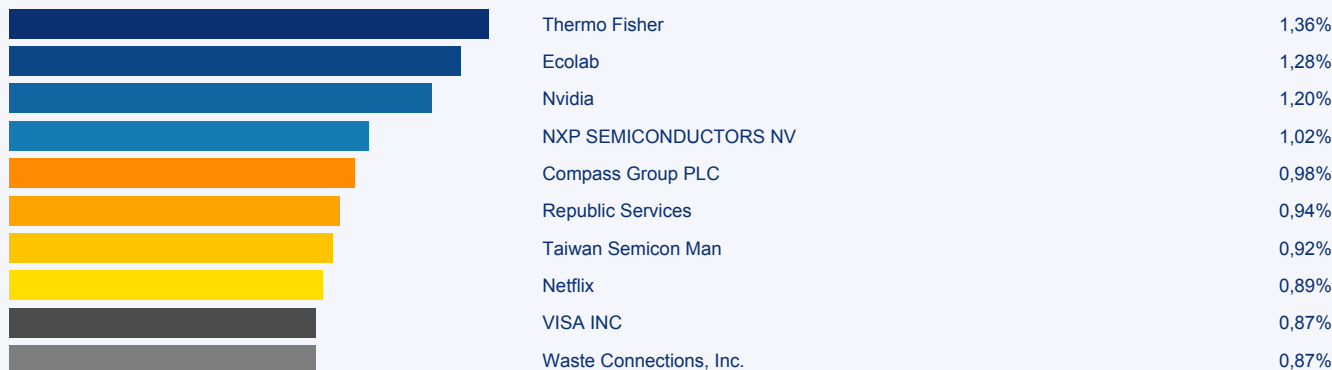 Thermo Fisher 1,36%
Ecolab 1,28%
Nvidia 1,20%
NXP SEMICONDUCTORS NV 1,02%
Compass Group PLC 0,98%
Republic Services 0,94%
Taiwan Semicon Man 0,92%
Netflix 0,89%
VISA INC 0,87%
Waste Connections, Inc. 0,87%